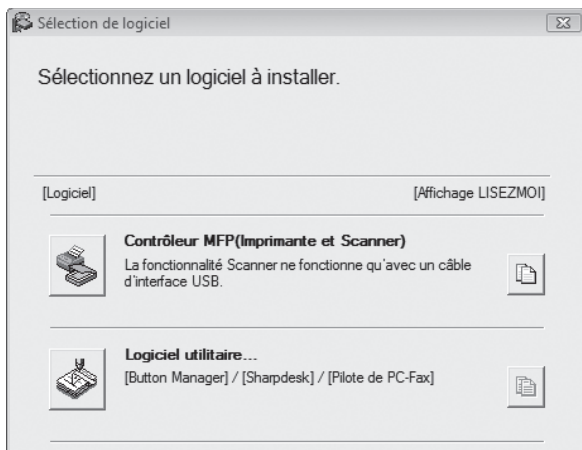 Sélection de logiciel
Sélectionnez un logiciel à installer.
[Logiciel] [Affichage LISEZMOI]
Contrôleur MFP(Imprimante et Scanner)
La fonctionnalité Scanner ne fonctionne qu'avec un câble
d'interface USB.
Logiciel utilitaire...
[Button Manager] / [Sharpdesk] / [Pilote de PC-Fax]